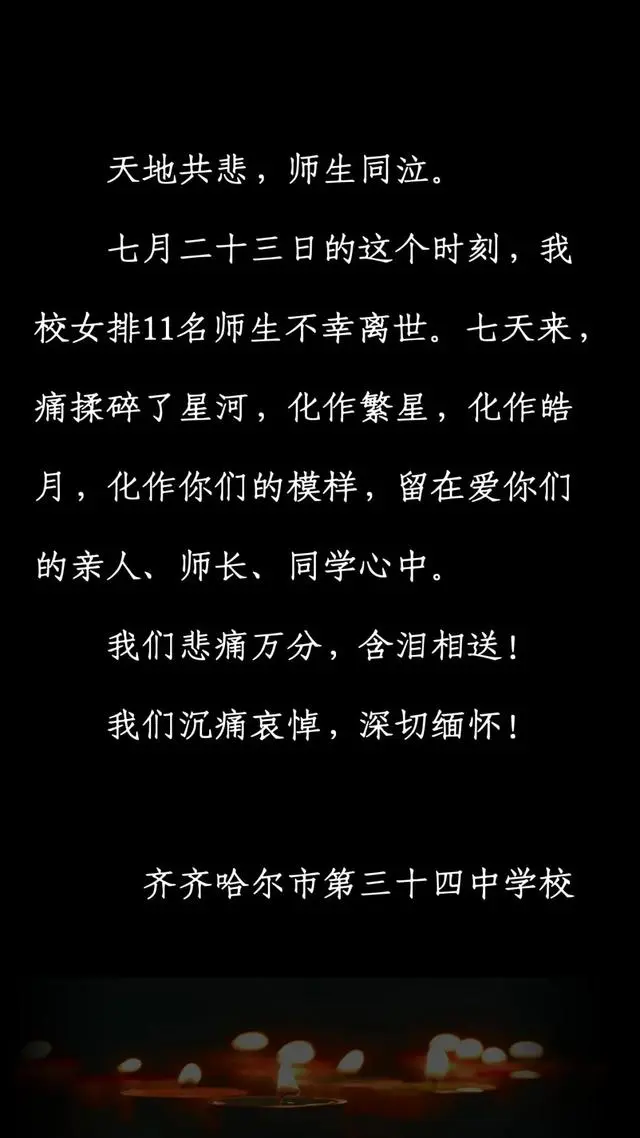 天地共悲，师生同泣。
七月二十三日的这个时刻，我
校女排11名师生不幸离世。七天来，
痛揉碎了星河，化作繁星，化作皓
月，化作你们的模样，留在爱你们
的亲人、师长、同学心中。
我们悲痛万分，含泪相送！
我们沉痛哀悼，深切缅怀！
齐齐哈尔市第三十四中学校